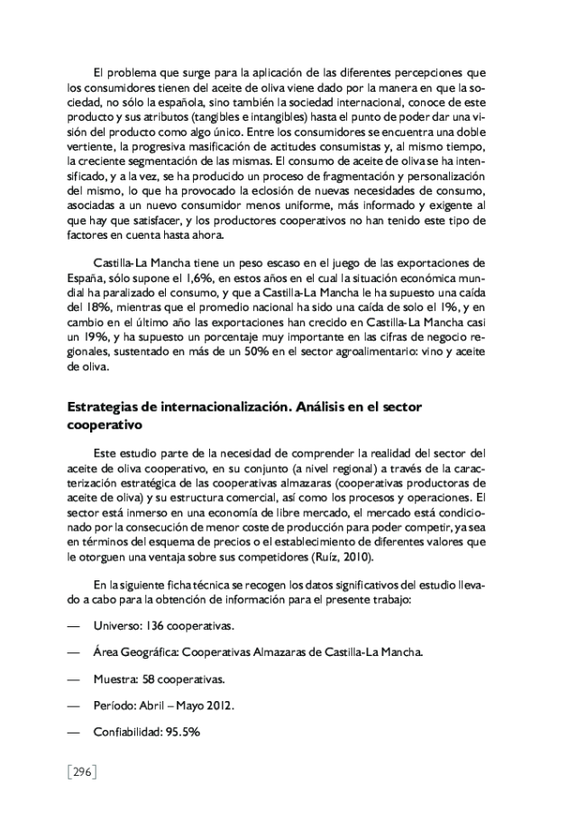 El problema que surge para la aplicación de las diferentes percepciones que
los consumidores tienen del aceite de oliva viene dado por la manera en que la so-
ciedad, no sólo la española, sino también la sociedad internacional, conoce de este
producto y sus atributos (tangibles e intangibles) hasta el punto de poder dar una vi-
sión del producto como algo único. Entre los consumidores se encuentra una doble
vertiente, la progresiva masificación de actitudes consumistas y, al mismo tiempo,
la creciente segmentación de las mismas. El consumo de aceite de oliva se ha inten-
sificado, y a la vez, se ha producido un proceso de fragmentación y personalización
del mismo, lo que ha provocado la eclosión de nuevas necesidades de consumo,
asociadas a un nuevo consumidor menos uniforme, más informado y exigente al
que hay que satisfacer, y los productores cooperativos no han tenido este tipo de
factores en cuenta hasta ahora.
Castilla-La Mancha tiene un peso escaso en el juego de las exportaciones de
España, sólo supone el 1,6%, en estos años en el cual la situación económica mun-
dial ha paralizado el consumo, y que a Castilla-La Mancha le ha supuesto una caída
del 18%, mientras que el promedio nacional ha sido una caída de solo el 1%, y en
cambio en el último año las exportaciones han crecido en Castilla-La Mancha casi
un 19%, y ha supuesto un porcentaje muy importante en las cifras de negocio re-
gionales, sustentado en más de un 50% en el sector agroalimentario: vino y aceite
de oliva.
Estrategias de internacionalización. Análisis en el sector
cooperativo
Este estudio parte de la necesidad de comprender la realidad del sector del
aceite de oliva cooperativo, en su conjunto (a nivel regional) a través de la carac-
terización estratégica de las cooperativas almazaras (cooperativas productoras de
aceite de oliva) y su estructura comercial, así como los procesos y operaciones. El
sector está inmerso en una economía de libre mercado, el mercado está condicio-
nado por la consecución de menor coste de producción para poder competir, ya sea
en términos del esquema de precios o el establecimiento de diferentes valores que
le otorguen una ventaja sobre sus competidores (Ruíz, 2010).
En la siguiente ficha técnica se recogen los datos significativos del estudio lleva-
do a cabo para la obtención de información para el presente trabajo:
— Universo: 136 cooperativas.
— Área Geográfica: Cooperativas Almazaras de Castilla-La Mancha.
— Muestra: 58 cooperativas.
— Período: Abril – Mayo 2012.
— Confiabilidad: 95.5%
[296]